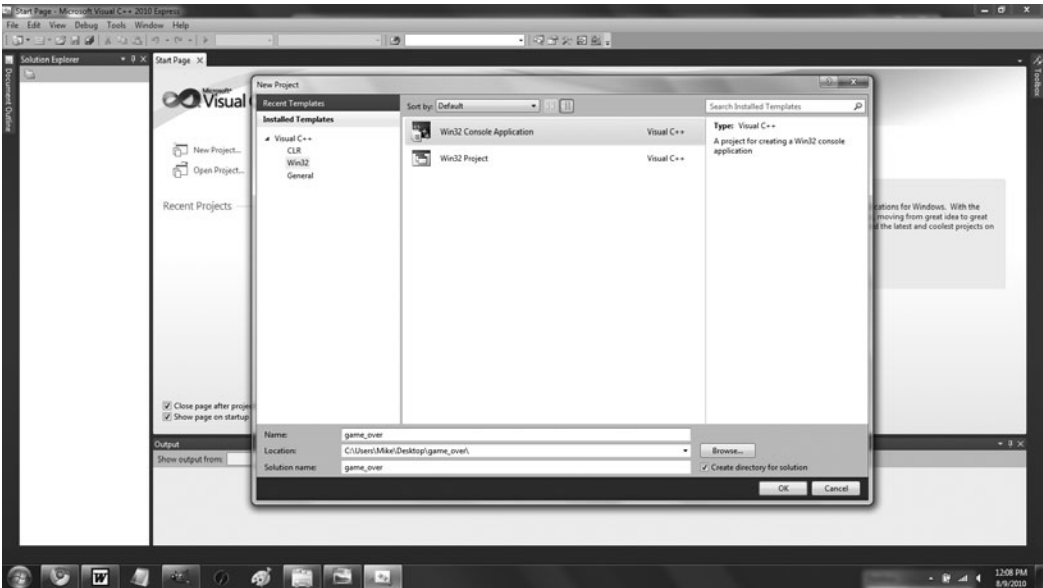 Start Page - Microsoft Visual C++ 2010 Express
File Edit View Debug Tools Window Help
Solution Explorer
Start Page
Document Outline
Toolbox
Microsoft
Visual
New Project...
Open Project...
Recent Projects
Close page after proje
Show page on startup
New Project
Recent Templates
Installed Templates
Visual C++
CLR
Win32
General
Sort by: Default
Win32 Console Application Visual C++
Win32 Project Visual C++
Search Installed Templates
Type: Visual C++
A project for creating a Win32 console
application
ications for Windows. With the
moving from great idea to great
d the latest and coolest projects on
Name: game_over
Location: C:\Users\Mike\Desktop\game_over\
Browse...
Solution name: game_over
Create directory for solution
OK Cancel
Output
Show output from:
12:08 PM
8/9/2010